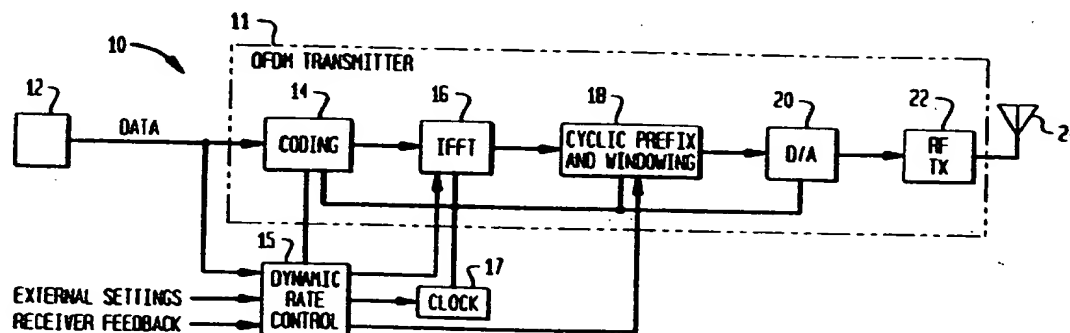 11
10
OFDM TRANSMITTER
12
14
16
18
20
22
2
DATA
CODING
IFFT
CYCLIC PREFIX
AND WINDOWING
D/A
RF
TX
15
17
EXTERNAL SETTINGS
RECEIVER FEEDBACK
DYNAMIC
RATE
CONTROL
CLOCK